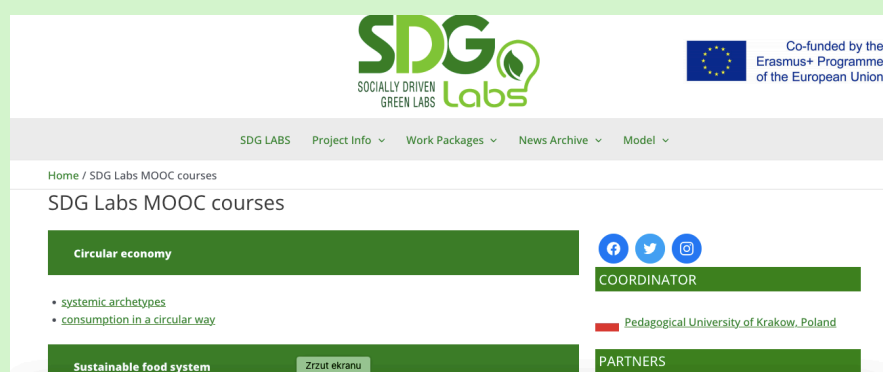 SDG
SOCIALLY DRIVEN
GREEN LABS
Labs
Co-funded by the
Erasmus+ Programme
of the European Union
SDG LABS Project Info Work Packages News Archive Model
Home / SDG Labs MOOC courses
SDG Labs MOOC courses
Circular economy
systemic archetypes
consumption in a circular way
Sustainable food system
Zrzut ekranu
COORDINATOR
Pedagogical University of Krakow, Poland
PARTNERS